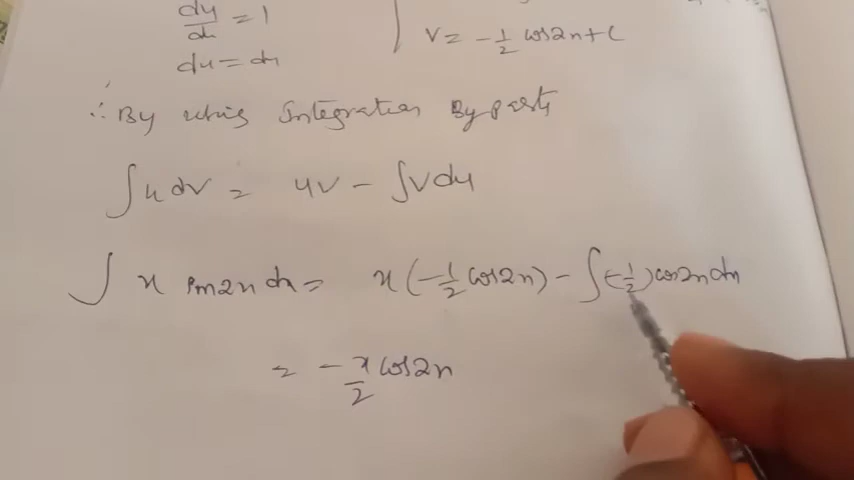 dy/dx = 1
du = dx
V = -1/2 cos2x + C
∴ By using Integration By parts
∫u dv = uv - ∫v du
∫ x sin2x dx = x(-1/2 cos2x) - ∫(-1/2) cos2x dx
= -x/2 cos2x